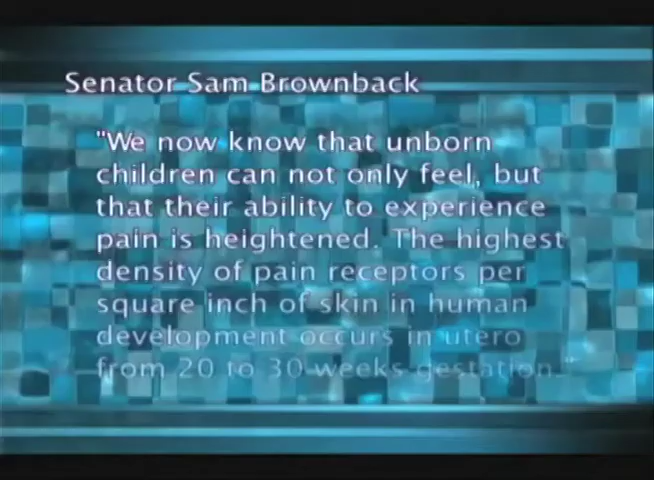 Senator Sam Brownback
"We now know that unborn
children can not only feel, but
that their ability to experience
pain is heightened. The highest
density of pain receptors per
square inch of skin in human
development occurs in utero
from 20 to 30 weeks gestation."